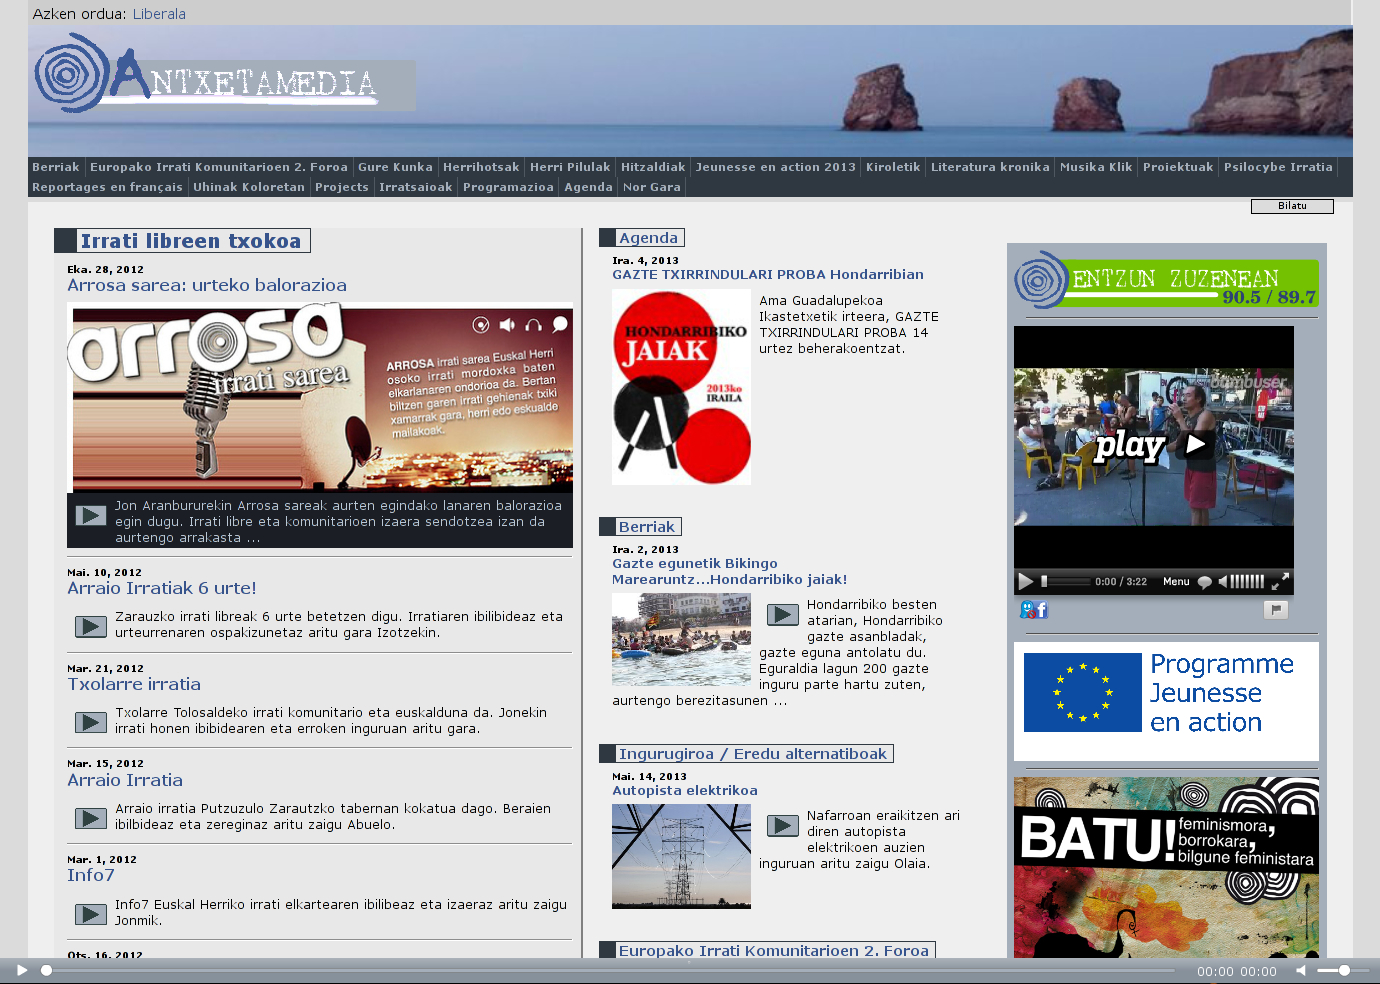 Azken ordua: Liberala
ANTXETAMEDIA
Berriak Europako Irrati Komunitarioen 2. Foroa Gure Kunka Herrihotsak Herri Pilulak Hitzaldiak Jeunesse en action 2013 Kiroletik Literatura kronika Musika Klik Proiektuak Psilocybe Irratia
Reportages en français Uhinak Koloretan Projects Irratsaioak Programazioa Agenda Nor Gara
Bilatu
Irrati libreen txokoa
Eka. 28, 2012
Arrosa sarea: urteko balorazioa
arrosa
irrati sarea
ARROSA irrati sarea Euskal Herri
osoko irrati mordoxka baten
elkarlanaren ondorioa da. Bertan
biltzen garen irrati gehienak txiki
xamarrak gara, herri edo eskualde
mailakoak.
Jon Aranbururekin Arrosa sareak aurten egindako lanaren balorazioa
egin dugu. Irrati libre eta komunitarioen izaera sendotzea izan da
aurtengo arrakasta ...
Mai. 10, 2012
Arraio Irratiak 6 urte!
Zarauzko irrati libreak 6 urte betetzen digu. Irratiaren ibilibideaz eta
urteurrenaren ospakizunetaz aritu gara Izotzekin.
Mar. 21, 2012
Txolarre irratia
Txolarre Tolosaldeko irrati komunitario eta euskalduna da. Jonekin
irrati honen ibibidearen eta erroken inguruan aritu gara.
Mar. 15, 2012
Arraio Irratia
Arraio irratia Putzuzulo Zarautzko tabernan kokatua dago. Beraien
ibilbideaz eta zereginaz aritu zaigu Abuelo.
Mar. 1, 2012
Info7
Info7 Euskal Herriko irrati elkartearen ibilibeaz eta izaeraz aritu zaigu
Jonmik.
Ots. 16, 2012
Agenda
Ira. 4, 2013
GAZTE TXIRRINDULARI PROBA Hondarribian
HONDARRIBIKO
JAIAK
2013ko
IRAILA
Ama Guadalupekoa
Ikastetxetik irteera, GAZTE
TXIRRINDULARI PROBA 14
urtez beherakoentzat.
Berriak
Ira. 2, 2013
Gazte egunetik Bikingo
Marearuntz...Hondarribiko jaiak!
Hondarribiko besten
atarian, Hondarribiko
gazte asanbladak,
gazte eguna antolatu du.
Eguraldia lagun 200 gazte
inguru parte hartu zuten,
aurtengo berezitasunen ...
Ingurugiroa / Eredu alternatiboak
Mai. 14, 2013
Autopista elektrikoa
Nafarroan eraikitzen ari
diren autopista
elektrikoen auzien
inguruan aritu zaigu Olaia.
Europako Irrati Komunitarioen 2. Foroa
ENTZUN ZUZENEAN
90.5 / 89.7
bambuser
play
0:00 / 3:22 Menu
Programme
Jeunesse
en action
BATU!
feminismora,
borrokara,
bilgune feministara
00:00 00:00